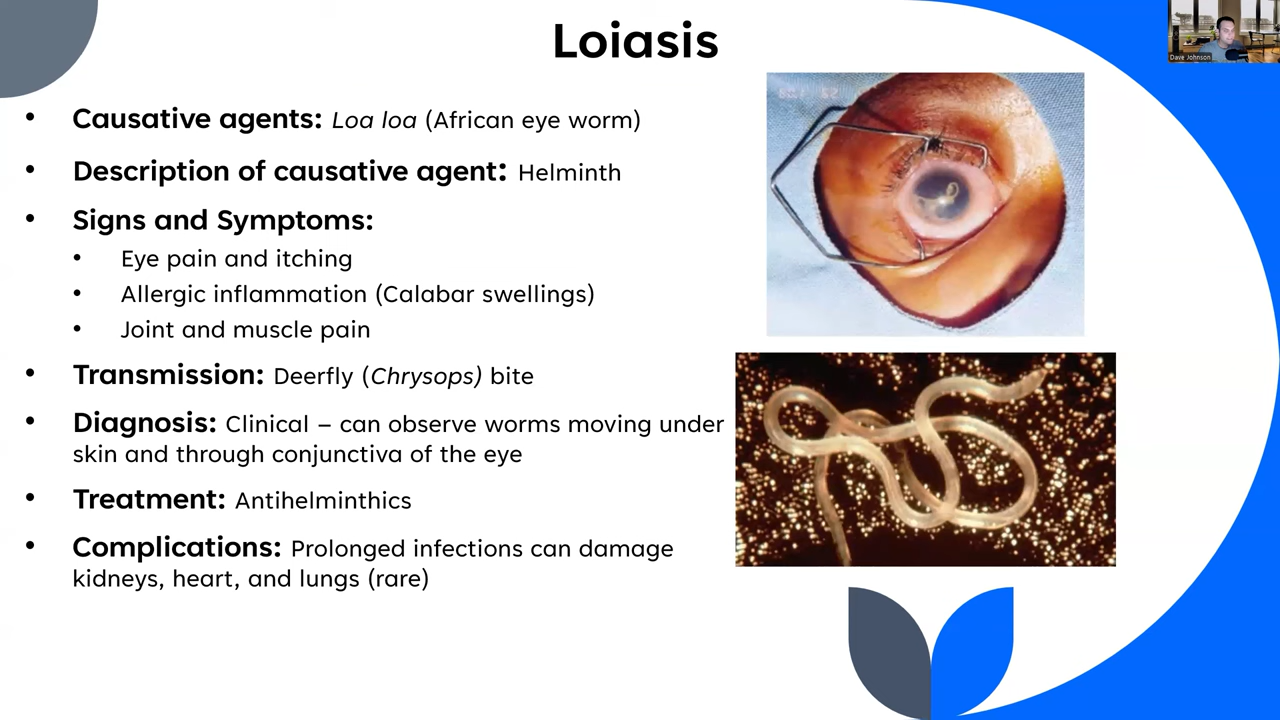 Loiasis
Dave Johnson
• Causative agents: Loa loa (African eye worm)
• Description of causative agent: Helminth
• Signs and Symptoms:
• Eye pain and itching
• Allergic inflammation (Calabar swellings)
• Joint and muscle pain
• Transmission: Deerfly (Chrysops) bite
• Diagnosis: Clinical – can observe worms moving under
skin and through conjunctiva of the eye
• Treatment: Antihelminthics
• Complications: Prolonged infections can damage
kidneys, heart, and lungs (rare)